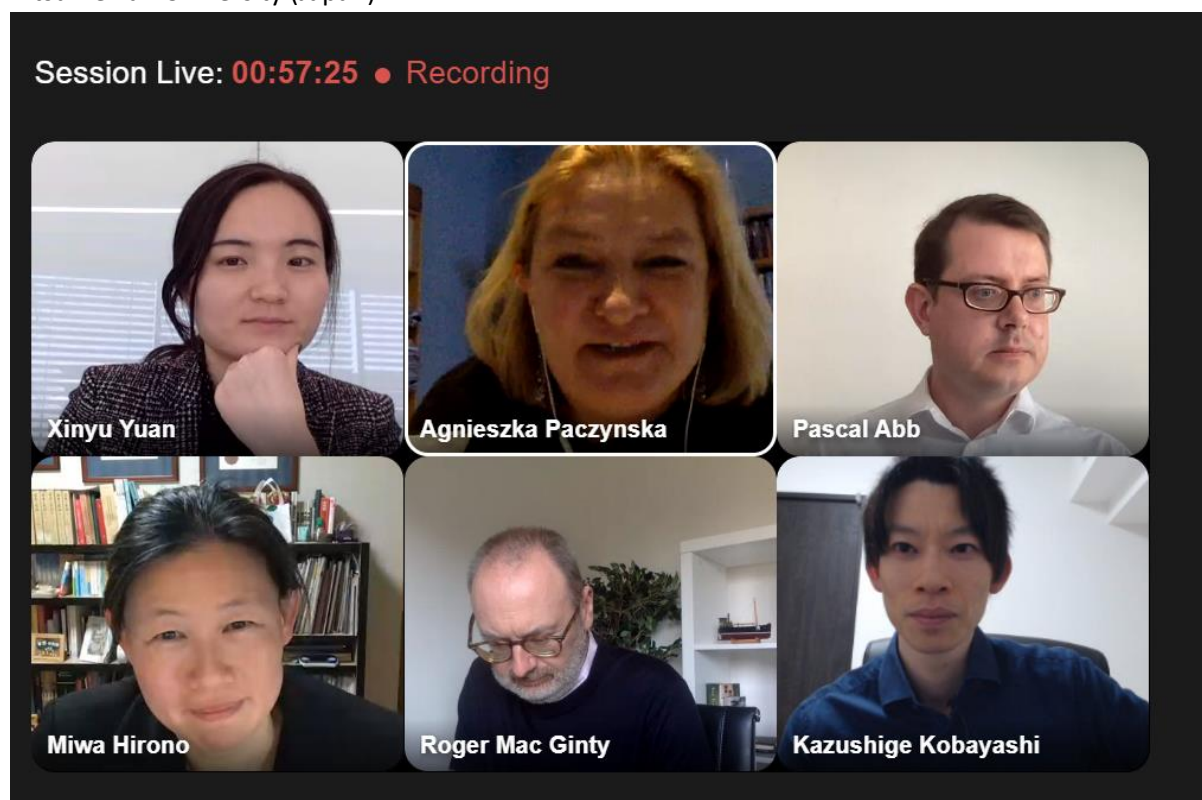 Session Live: 00:57:25 ● Recording
Xinyu Yuan
Agnieszka Paczynska
Pascal Abb
Miwa Hirono
Roger Mac Ginty
Kazushige Kobayashi